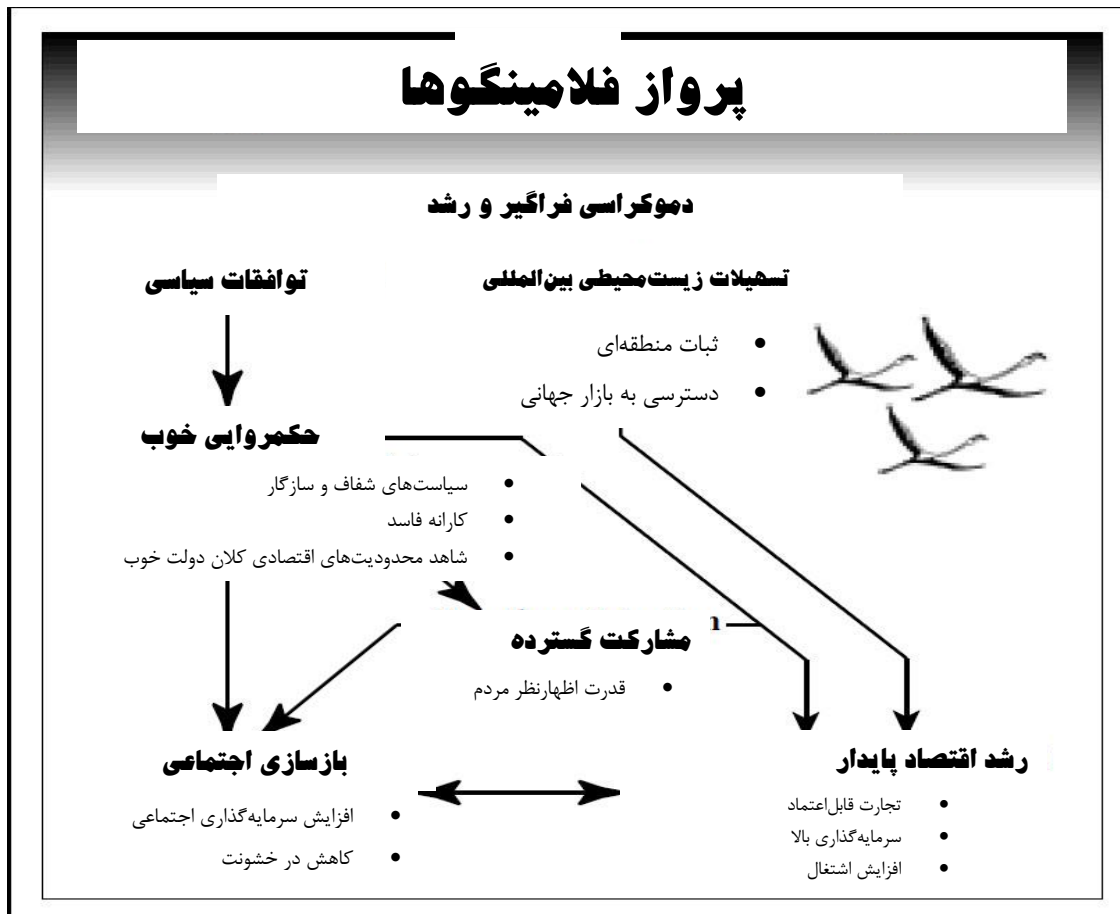 پرواز فلامینگوها
دموکراسی فراگیر و رشد
توافقات سیاسی
تسهیلات زیست‌محیطی بین‌المللی
• ثبات منطقه‌ای
• دسترسی به بازار جهانی
حکمروایی خوب
• سیاست‌های شفاف و سازگار
• کارانه فاسد
• شاهد محدودیت‌های اقتصادی کلان دولت خوب
مشارکت گسترده
• قدرت اظهارنظر مردم
بازسازی اجتماعی
• افزایش سرمایه‌گذاری اجتماعی
• کاهش در خشونت
رشد اقتصاد پایدار
• تجارت قابل‌اعتماد
• سرمایه‌گذاری بالا
• افزایش اشتغال